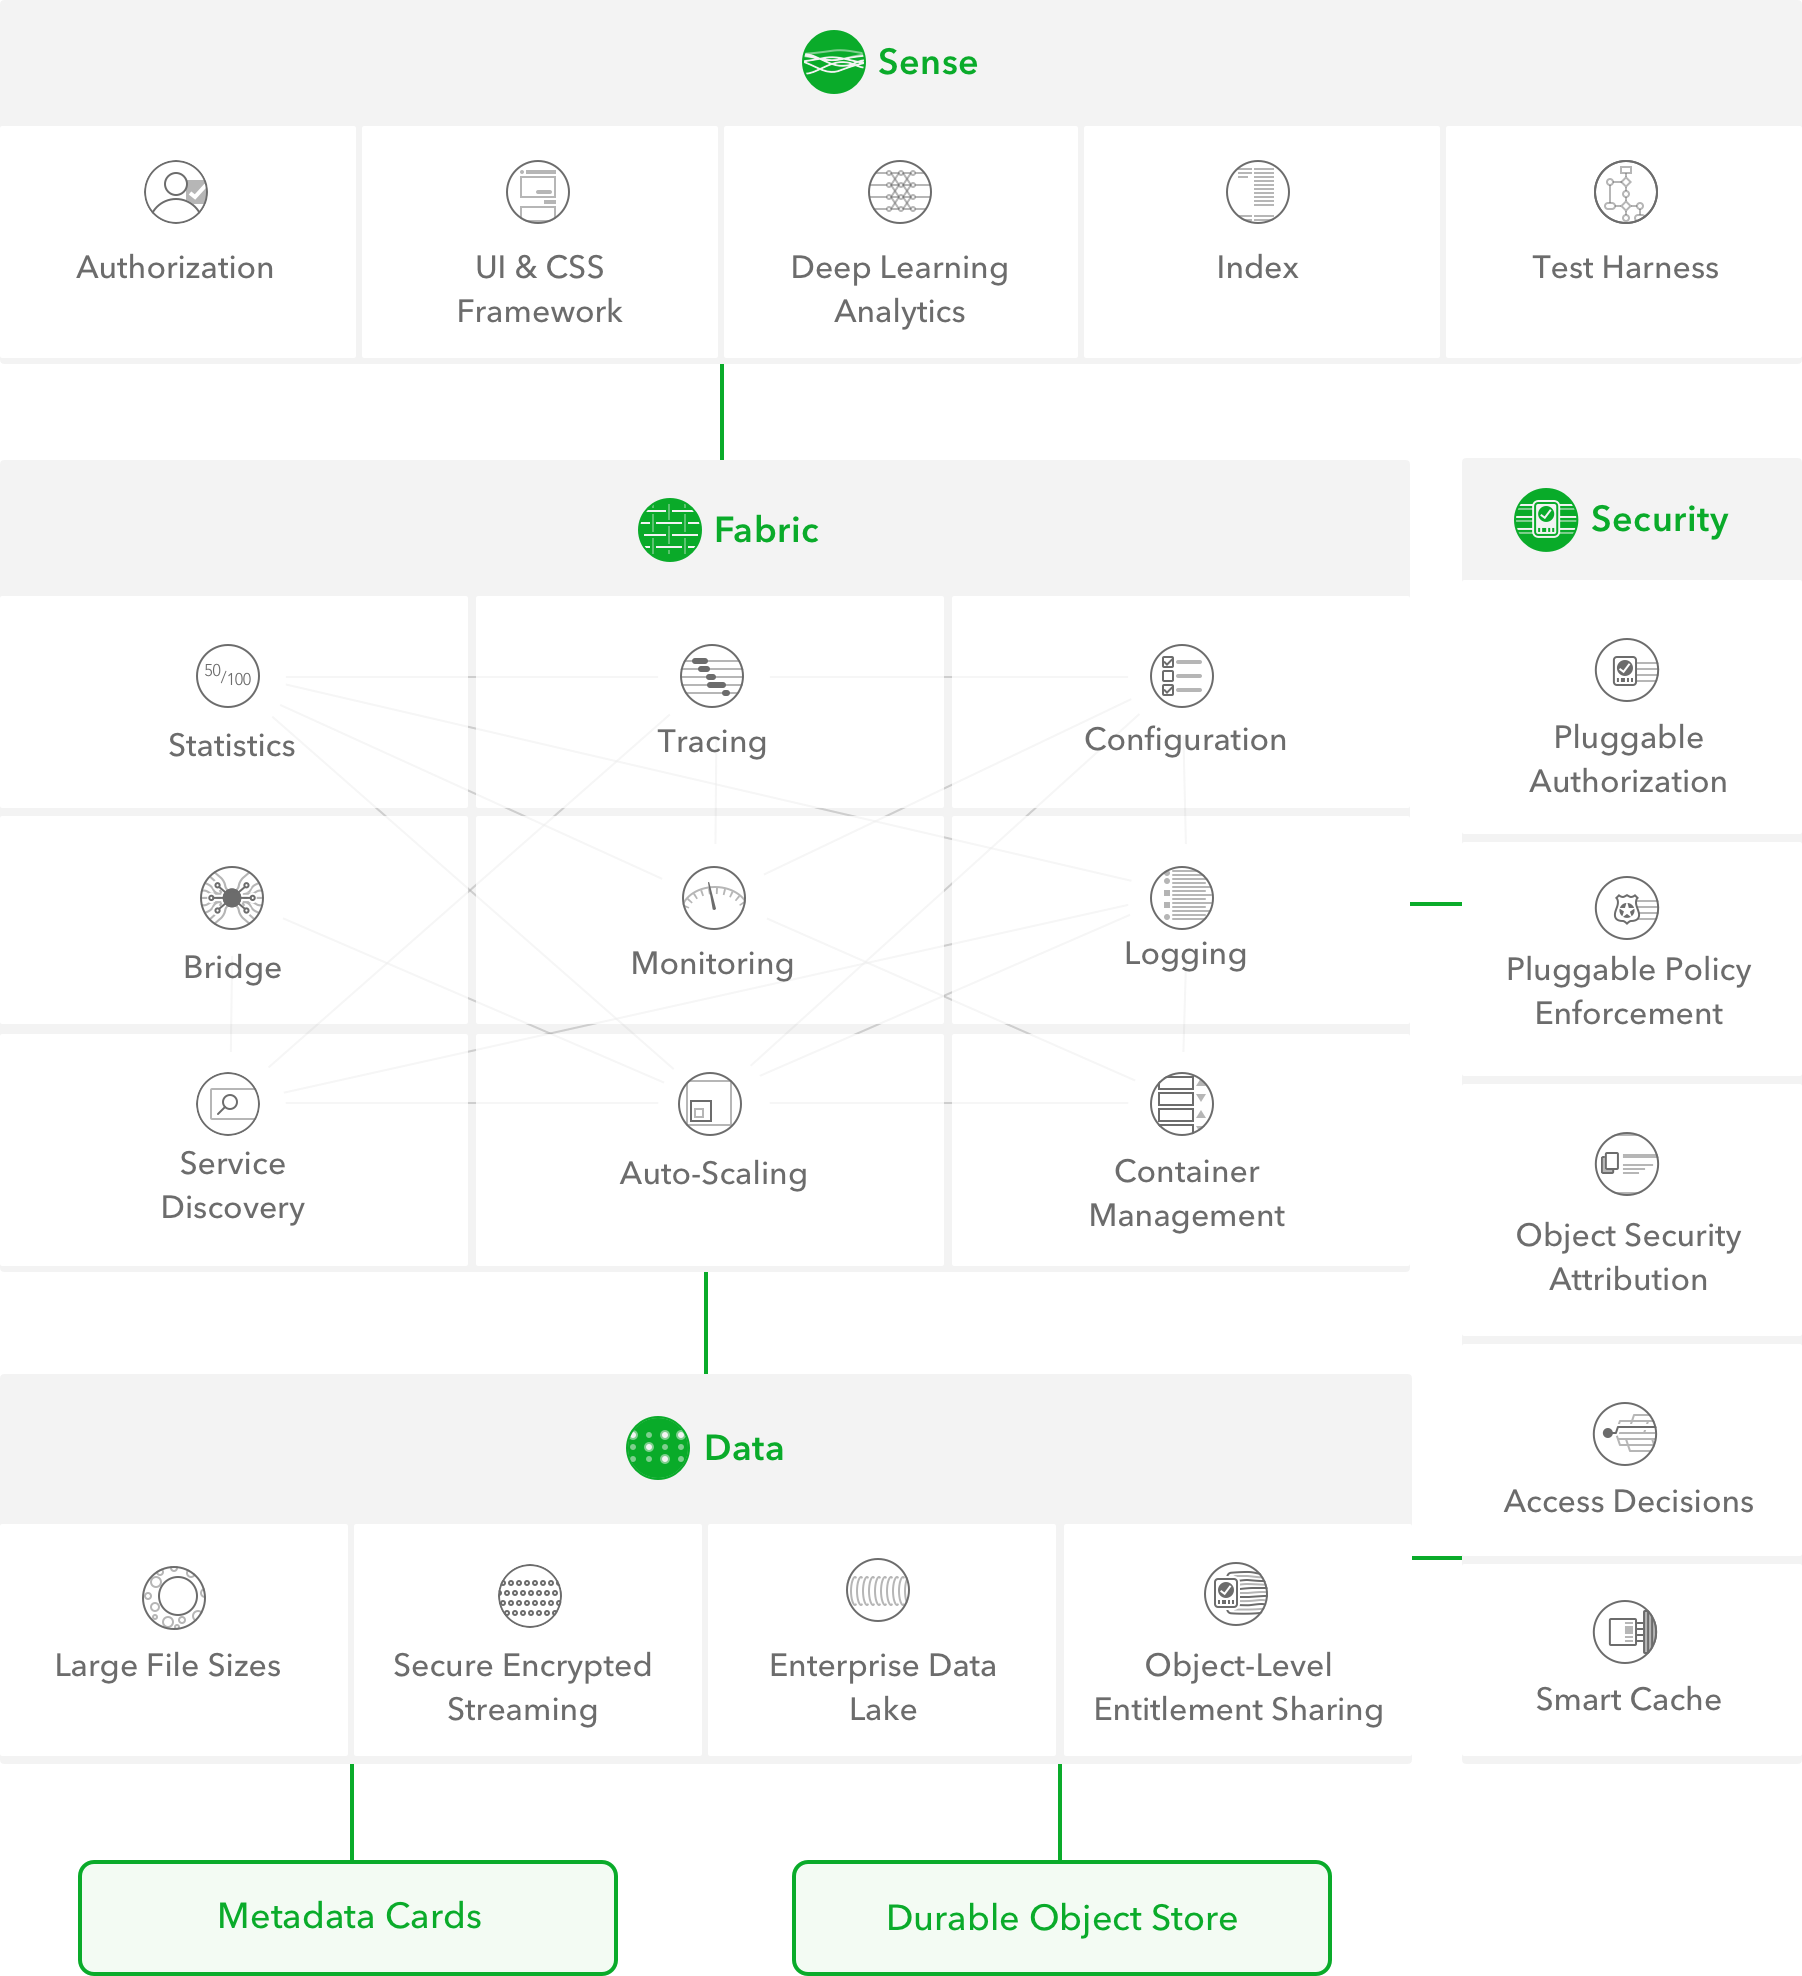 Sense
Authorization
UI & CSS
Framework
Deep Learning
Analytics
Index
Test Harness
Fabric
50/100
Statistics
Tracing
Configuration
Bridge
Monitoring
Logging
Service
Discovery
Auto-Scaling
Container
Management
Security
Pluggable
Authorization
Pluggable Policy
Enforcement
Object Security
Attribution
Access Decisions
Smart Cache
Data
Large File Sizes
Secure Encrypted
Streaming
Enterprise Data
Lake
Object-Level
Entitlement Sharing
Metadata Cards
Durable Object Store